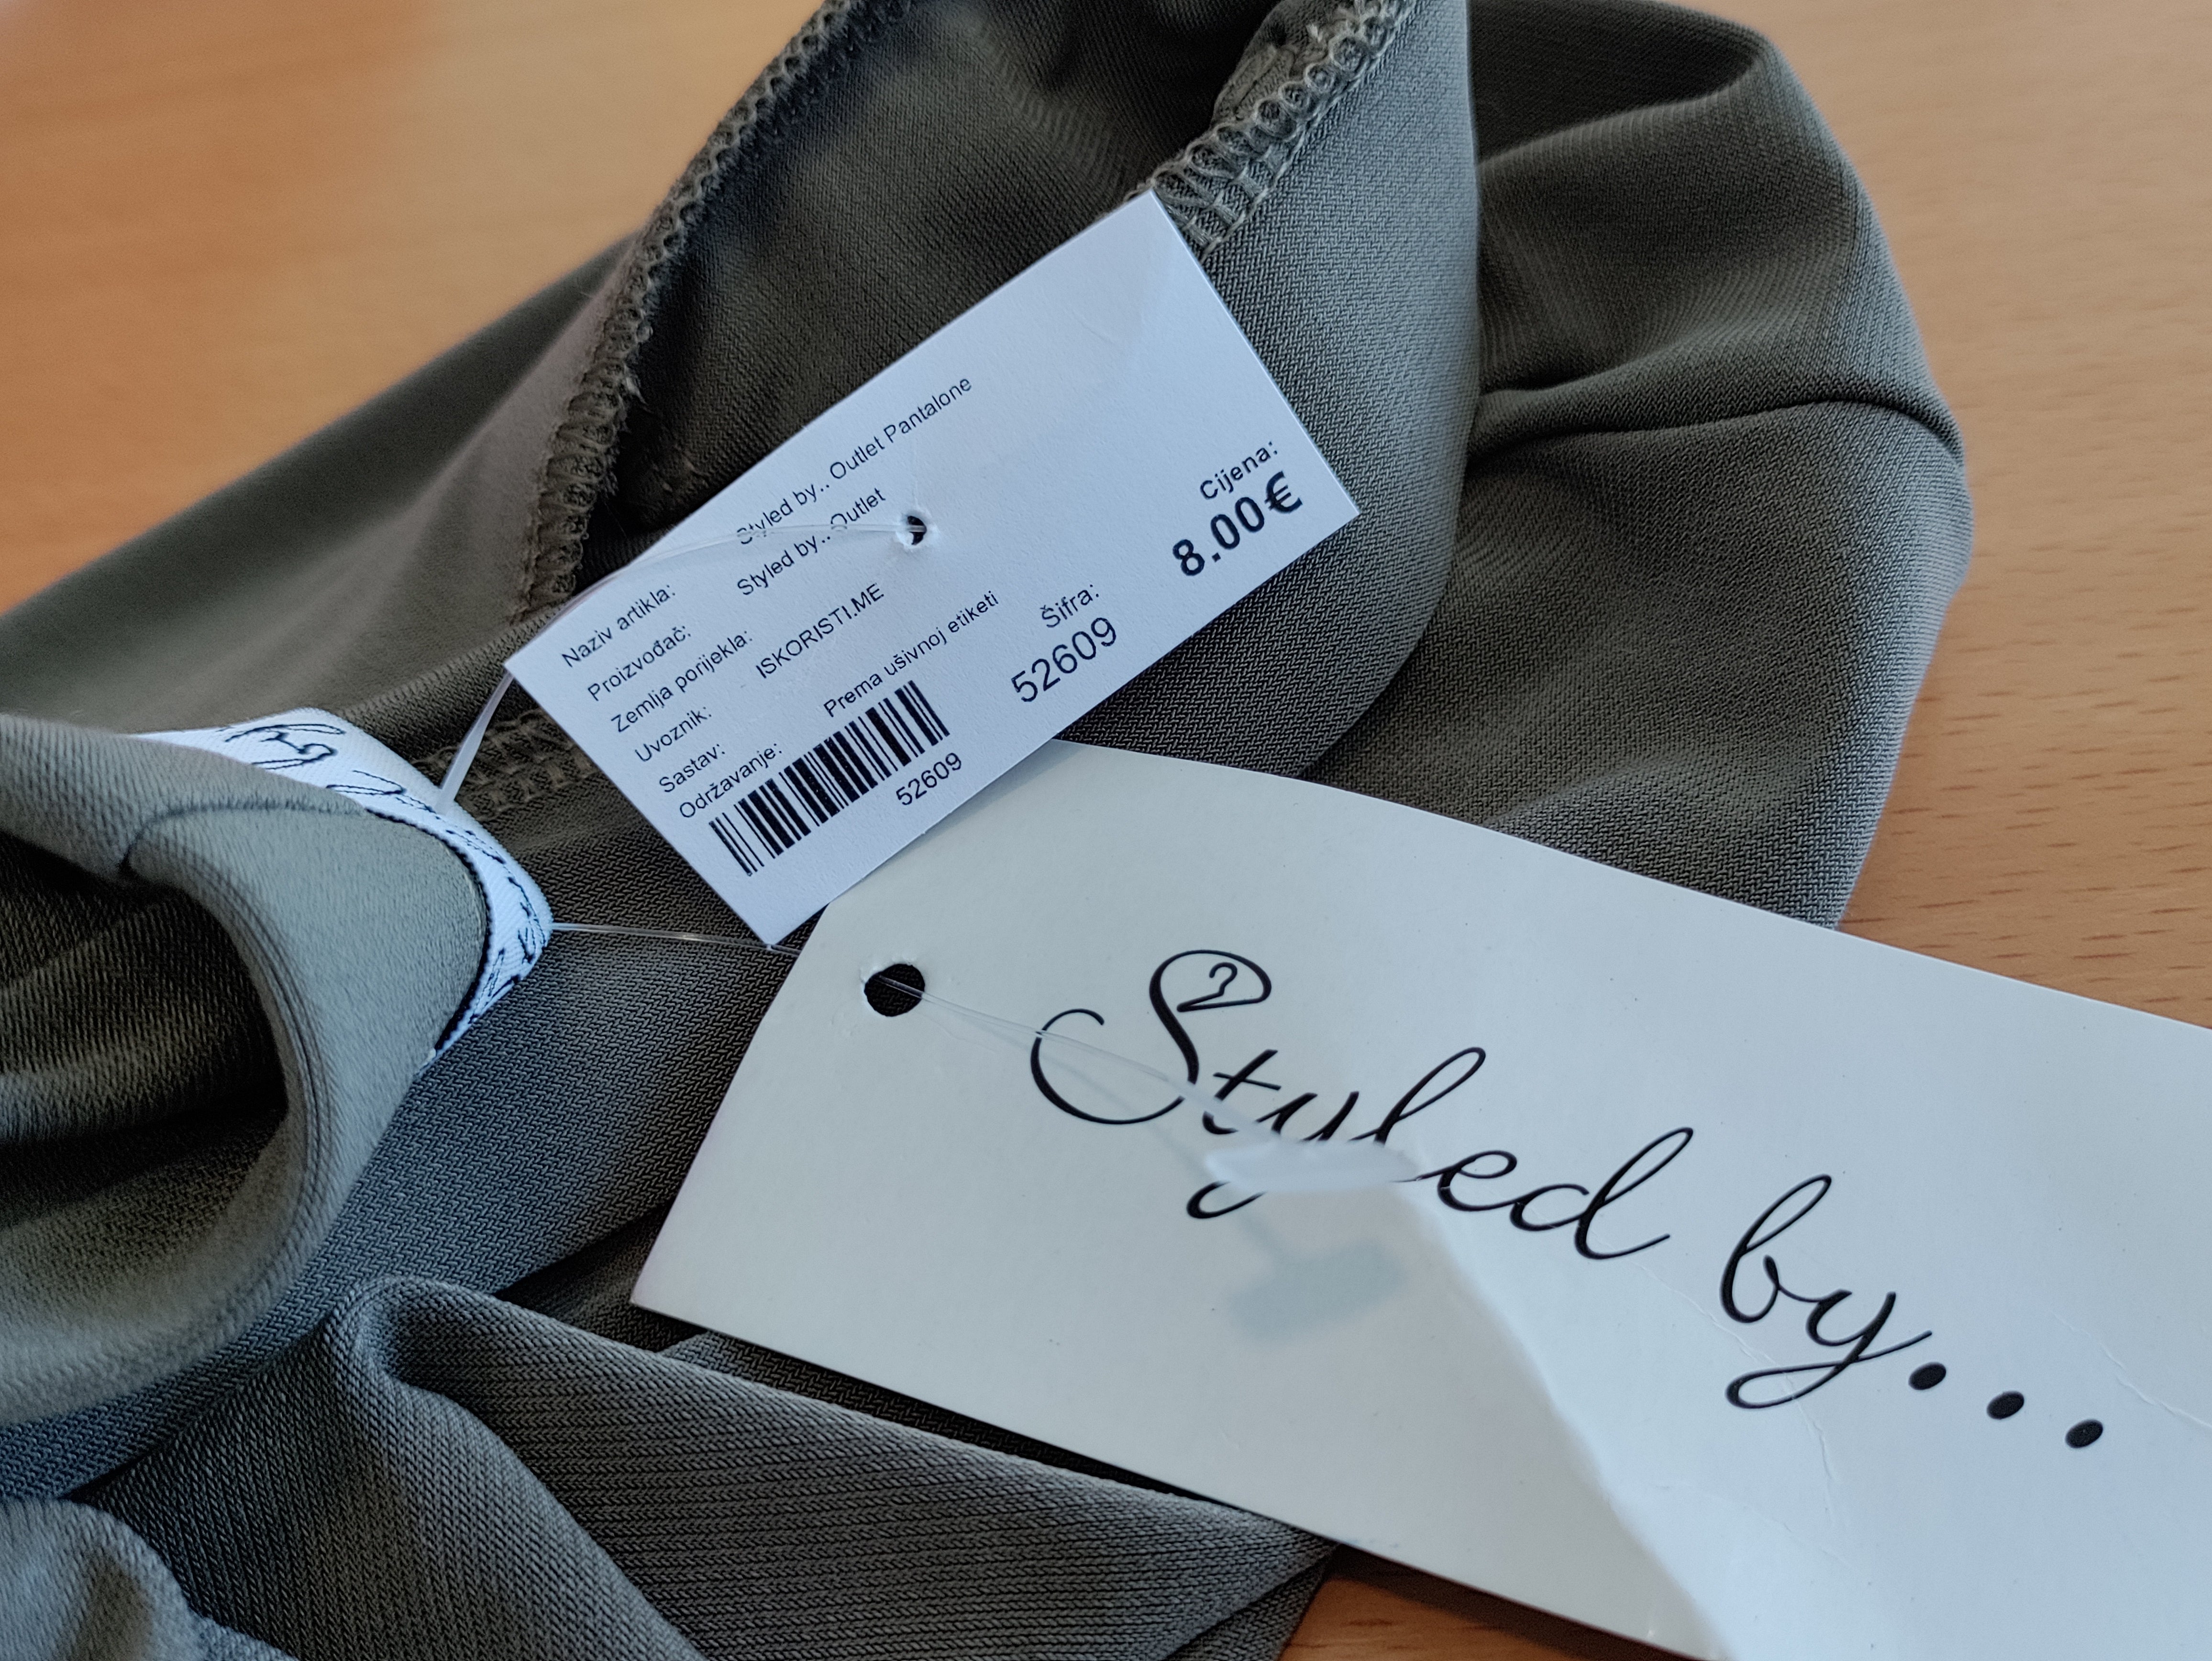 Naziv artikla: Styled by.. Outlet Pantalone
Proizvođač: Styled by.. Outlet
Zemlja porijekla:
Uvoznik: ISKORISTI.ME
Sastav:
Održavanje: Prema ušivnoj etiketi
52609
Šifra:
52609
Cijena:
8.00€
Styled by...